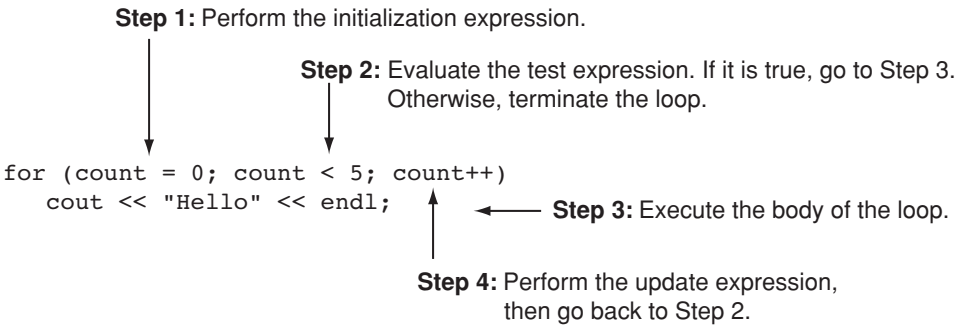 Step 1: Perform the initialization expression.
Step 2: Evaluate the test expression. If it is true, go to Step 3.
Otherwise, terminate the loop.
for (count = 0; count < 5; count++)
cout << "Hello" << endl;
Step 3: Execute the body of the loop.
Step 4: Perform the update expression,
then go back to Step 2.